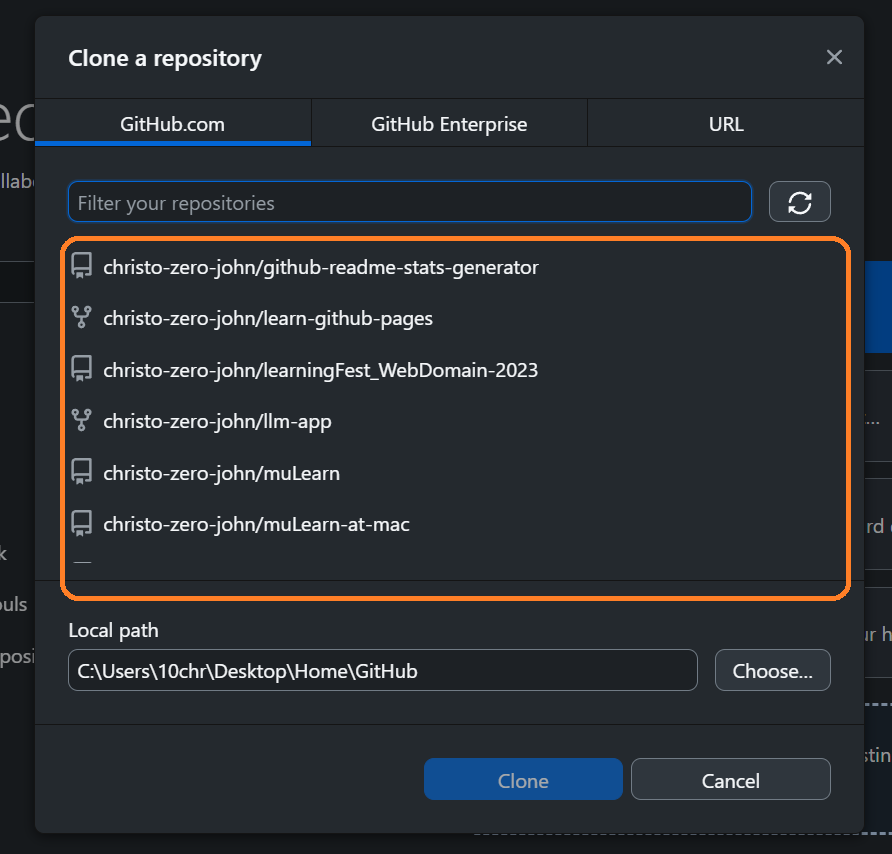 Clone a repository
GitHub.com
GitHub Enterprise
URL
Filter your repositories
christo-zero-john/github-readme-stats-generator
christo-zero-john/learn-github-pages
christo-zero-john/learningFest_WebDomain-2023
christo-zero-john/llm-app
christo-zero-john/muLearn
christo-zero-john/muLearn-at-mac
Local path
C:\Users\10chr\Desktop\Home\GitHub
Choose...
Clone
Cancel